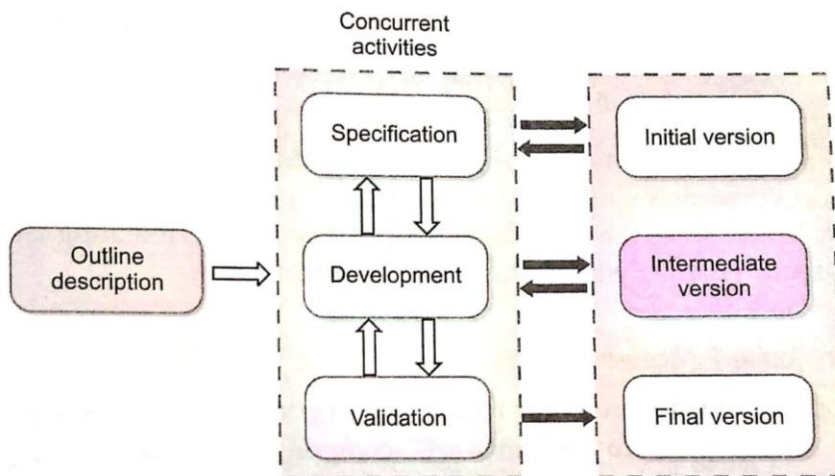 Concurrent
activities
Specification
Initial version
Outline
description
Development
Intermediate
version
Validation
Final version